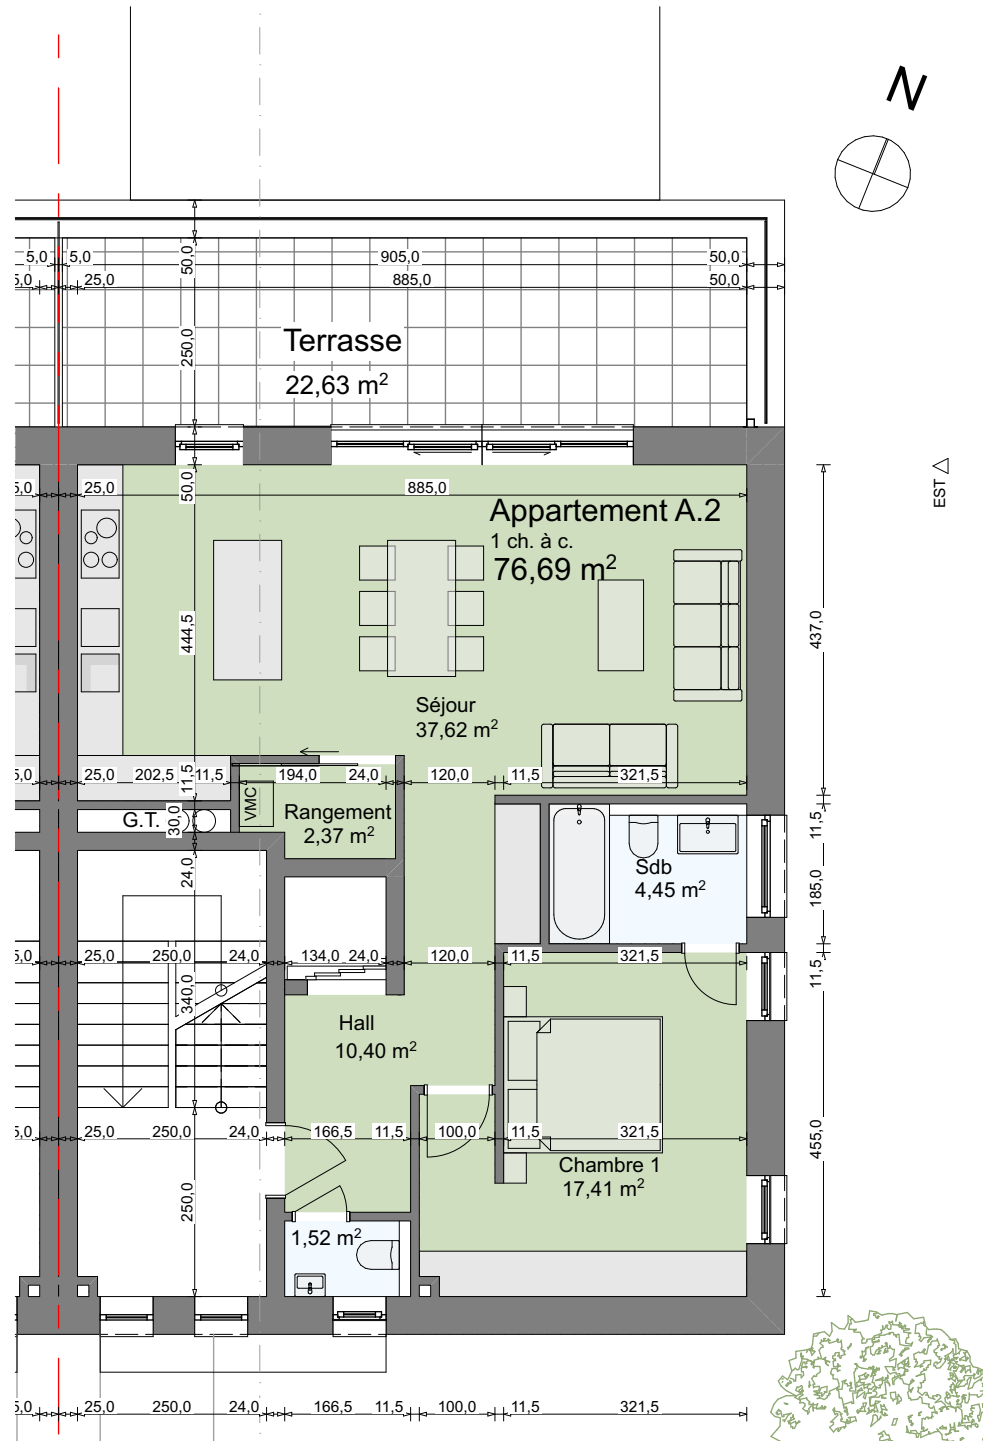 N
5,0 5,0 905,0 50,0
5,0 25,0 885,0 50,0
50,0
250,0
Terrasse
22,63 m²
EST
5,0 25,0 885,0
50,0
Appartement A.2
1 ch. à c.
76,69 m²
444,5
437,0
Séjour
37,62 m²
5,0 25,0 202,5 11,5 194,0 24,0 120,0 11,5 321,5
11,5
VMC
Rangement
2,37 m²
G.T.
30,0
11,5
24,0
Sdb
4,45 m²
185,0
5,0 25,0 250,0 24,0 134,0 24,0 120,0 11,5 321,5
11,5
340,0
Hall
10,40 m²
5,0 25,0 250,0 24,0 166,5 11,5 100,0 11,5 321,5
455,0
Chambre 1
17,41 m²
250,0
1,52 m²
5,0 25,0 250,0 24,0 166,5 11,5 100,0 11,5 321,5